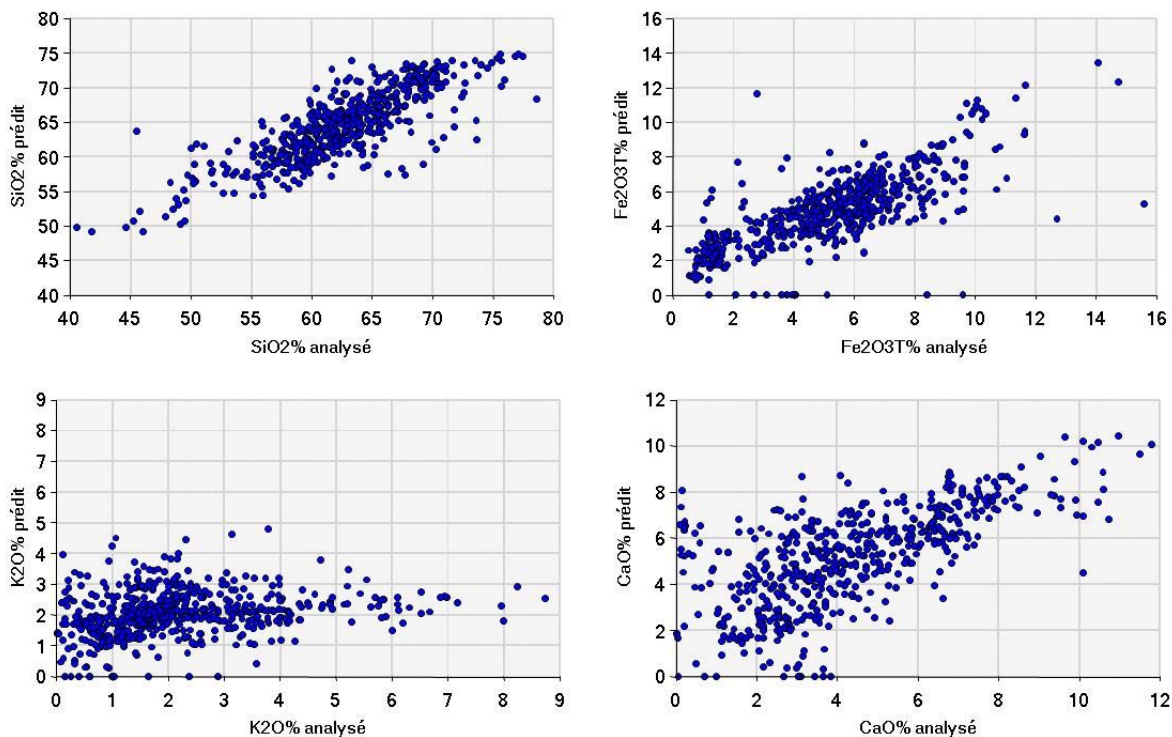 80
75
70
65
60
55
50
45
40
SiO2% prédit
40 45 50 55 60 65 70 75 80
SiO2% analysé
16
14
12
10
8
6
4
2
0
Fe2O3T% prédit
0 2 4 6 8 10 12 14 16
Fe2O3T% analysé
9
8
7
6
5
4
3
2
1
0
K2O% prédit
0 1 2 3 4 5 6 7 8 9
K2O% analysé
12
10
8
6
4
2
0
CaO% prédit
0 2 4 6 8 10 12
CaO% analysé